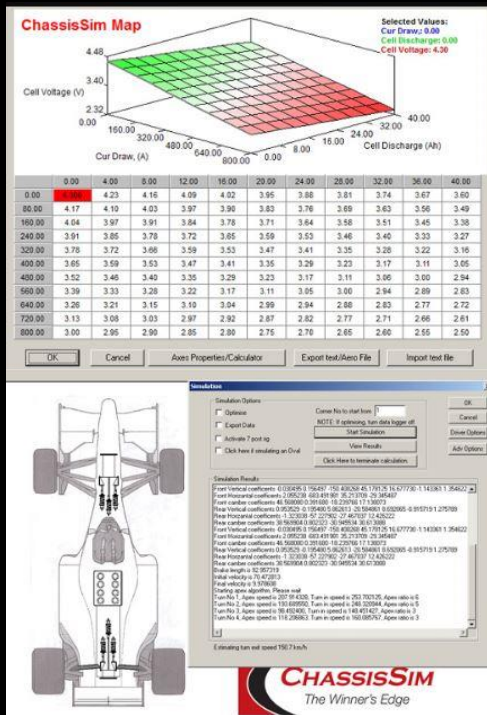 ChassisSim Map
Selected Values:
Cur Draw,: 0.00
Cell Discharge: 0.00
Cell Voltage: 4.30
4.48
3.40
2.32
Cell Voltage (V)
0.00
160.00
320.00
480.00
640.00
800.00
Cur Draw, (A)
0.00
8.00
16.00
24.00
32.00
40.00
Cell Discharge (Ah)
0.00 4.00 8.00 12.00 16.00 20.00 24.00 28.00 32.00 36.00 40.00
0.00 4.23 4.16 4.09 4.02 3.95 3.88 3.81 3.74 3.67 3.60
80.00 4.17 4.10 4.03 3.97 3.90 3.83 3.76 3.69 3.63 3.56 3.49
160.00 4.04 3.97 3.91 3.84 3.78 3.71 3.64 3.58 3.51 3.45 3.38
240.00 3.91 3.85 3.78 3.72 3.65 3.59 3.53 3.46 3.40 3.33 3.27
320.00 3.78 3.72 3.66 3.59 3.53 3.47 3.41 3.35 3.28 3.22 3.16
400.00 3.65 3.59 3.53 3.47 3.41 3.35 3.29 3.23 3.17 3.11 3.05
480.00 3.52 3.46 3.40 3.35 3.29 3.23 3.17 3.11 3.06 3.00 2.94
560.00 3.39 3.33 3.28 3.22 3.17 3.11 3.05 3.00 2.94 2.89 2.83
640.00 3.26 3.21 3.15 3.10 3.04 2.99 2.94 2.88 2.83 2.77 2.72
720.00 3.13 3.08 3.03 2.97 2.92 2.87 2.82 2.77 2.71 2.66 2.61
800.00 3.00 2.95 2.90 2.85 2.80 2.75 2.70 2.65 2.60 2.55 2.50
OK Cancel Axes Properties/Calculator Export text/Aero File Import text file
Simulation
Simulation Options
Optimise
Export Data
Activate 7 post rig
Click here if simulating an Oval
Corner No to start from 1
NOTE: If optimising, turn data logger off.
Start Simulation
View Results
Click Here to terminate calculation.
OK
Cancel
Driver Options
Adv Options
Simulation Results
Brake length is 92.957319
Initial velocity is 70.472813
Final velocity is 9.978608
Starting apex algorithm, Please wait
Estimating turn exit speed 150.7 km/h
CHASSISSIM
The Winner's Edge